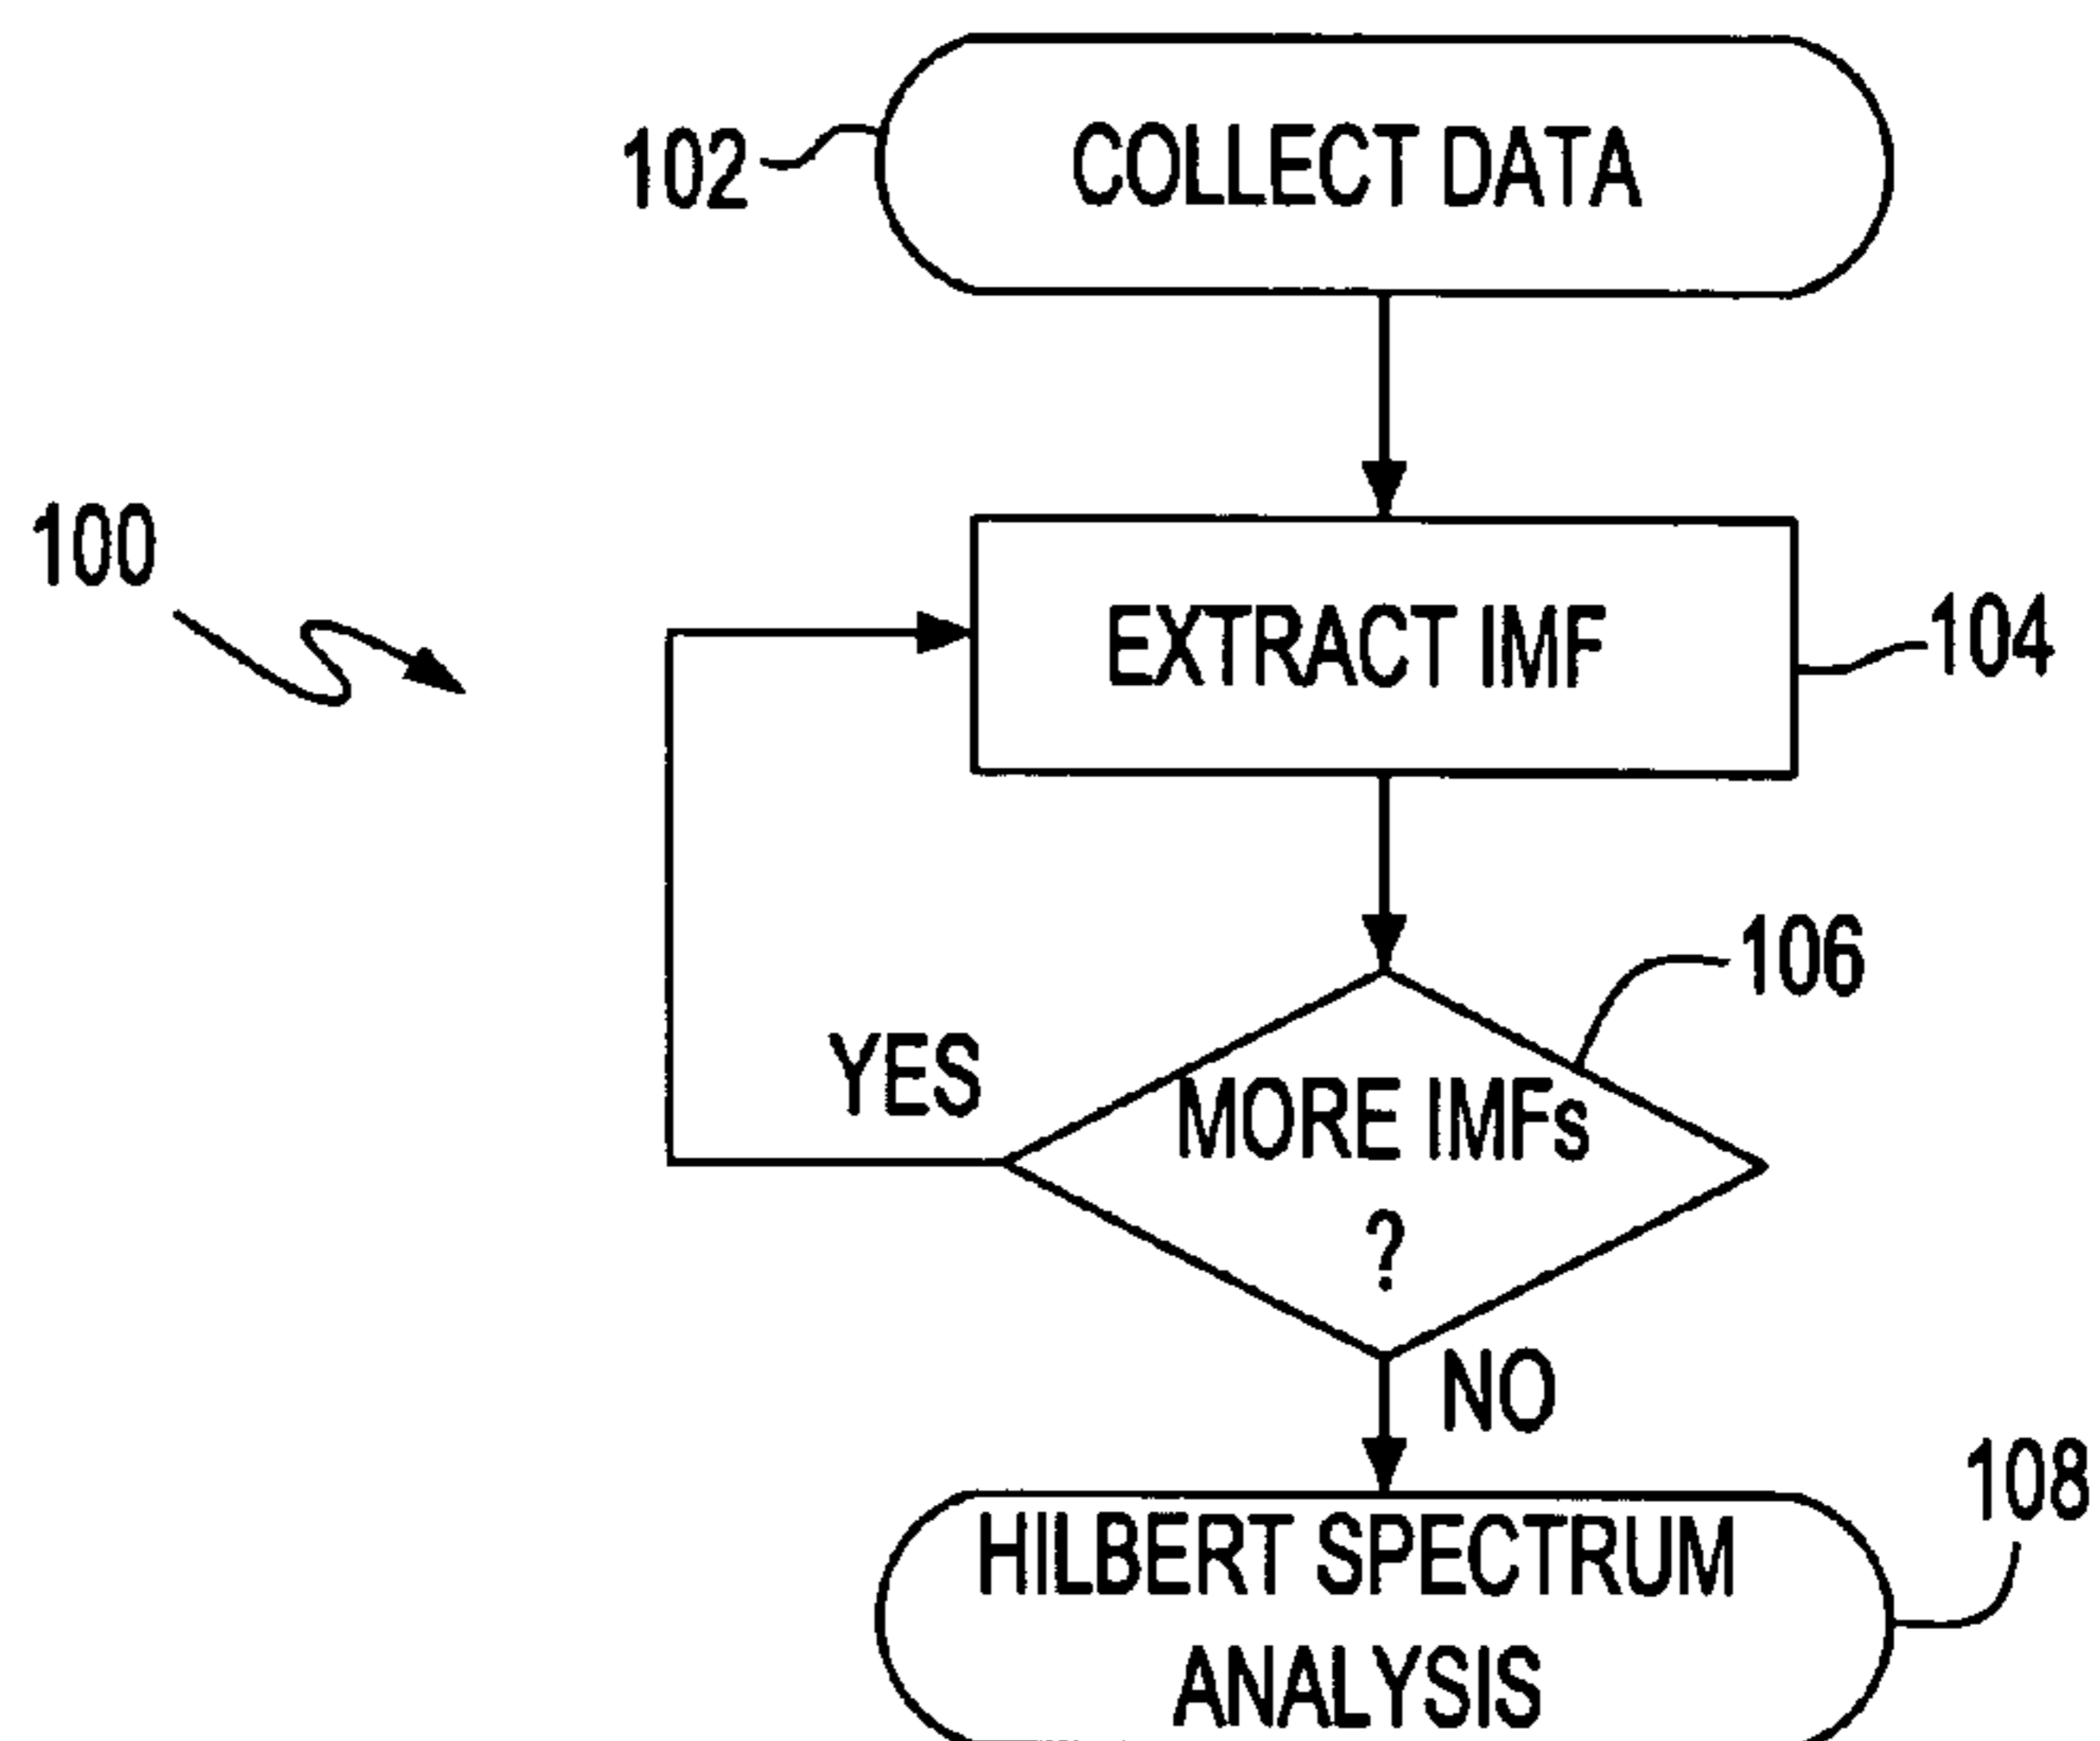 102
COLLECT DATA
100
EXTRACT IMF
104
106
YES
MORE IMFs
?
NO
108
HILBERT SPECTRUM
ANALYSIS